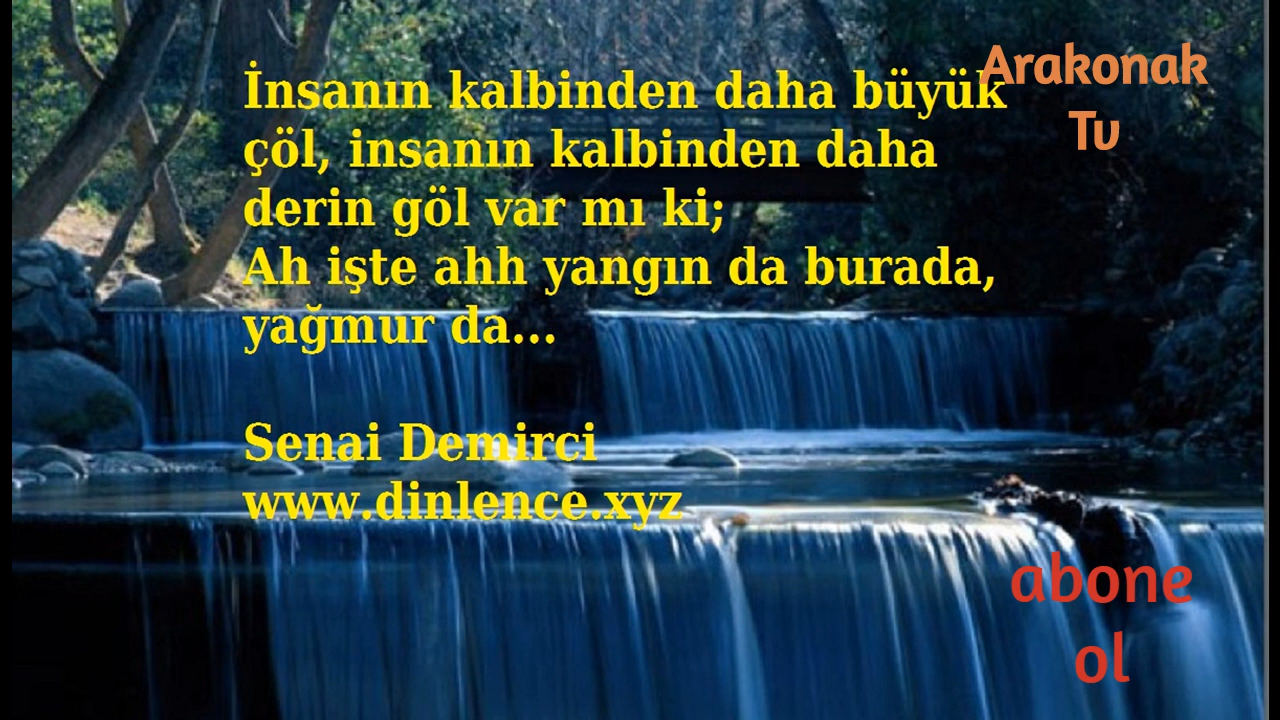 İnsanın kalbinden daha büyük
çöl, insanın kalbinden daha
derin göl var mı ki;
Ah işte ahh yangın da burada,
yağmur da...
Senai Demirci
www.dinlence.xyz
Arakonak
Tv
abone
ol